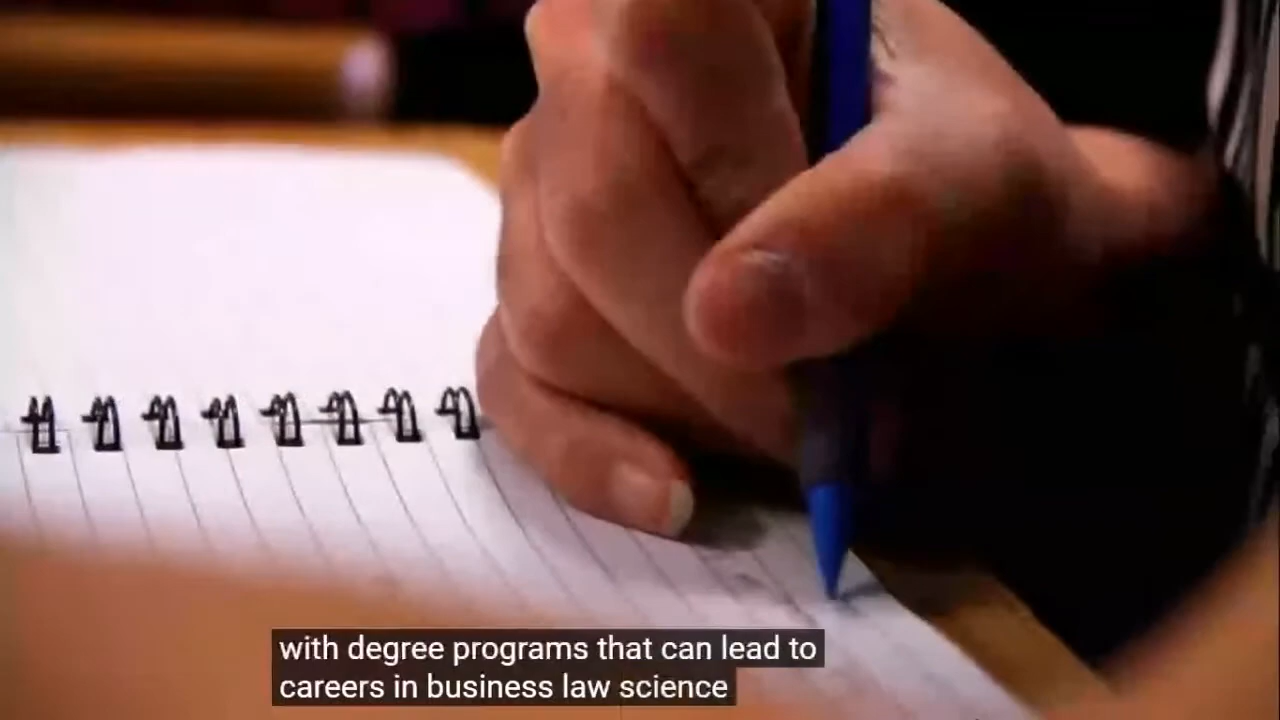 with degree programs that can lead to
careers in business law science